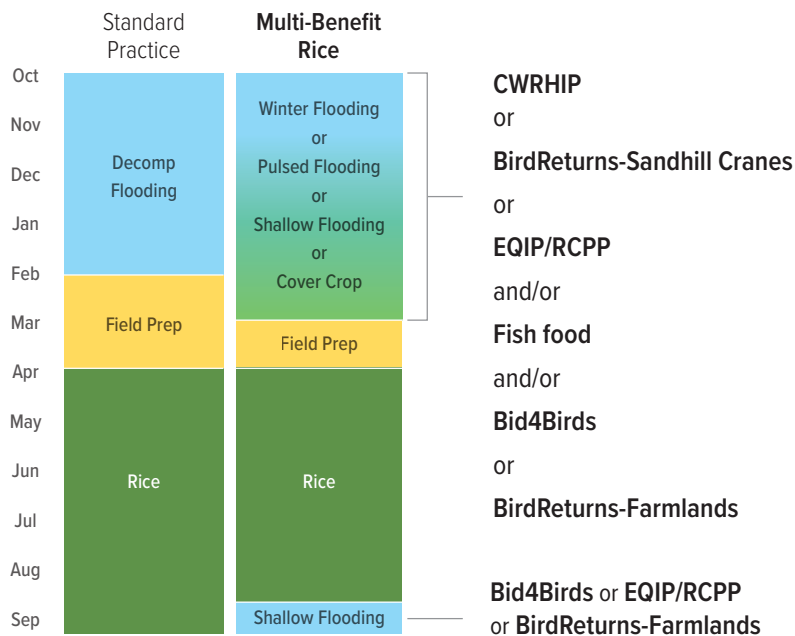 Standard
Practice
Multi-Benefit
Rice
Oct
Nov
Dec
Jan
Feb
Mar
Apr
May
Jun
Jul
Aug
Sep
Decomp
Flooding
Field Prep
Rice
Winter Flooding
or
Pulsed Flooding
or
Shallow Flooding
or
Cover Crop
Field Prep
Rice
Shallow Flooding
CWRHIP
or
BirdReturns-Sandhill Cranes
or
EQIP/RCPP
and/or
Fish food
and/or
Bid4Birds
or
BirdReturns-Farmlands
Bid4Birds or EQIP/RCPP
or BirdReturns-Farmlands